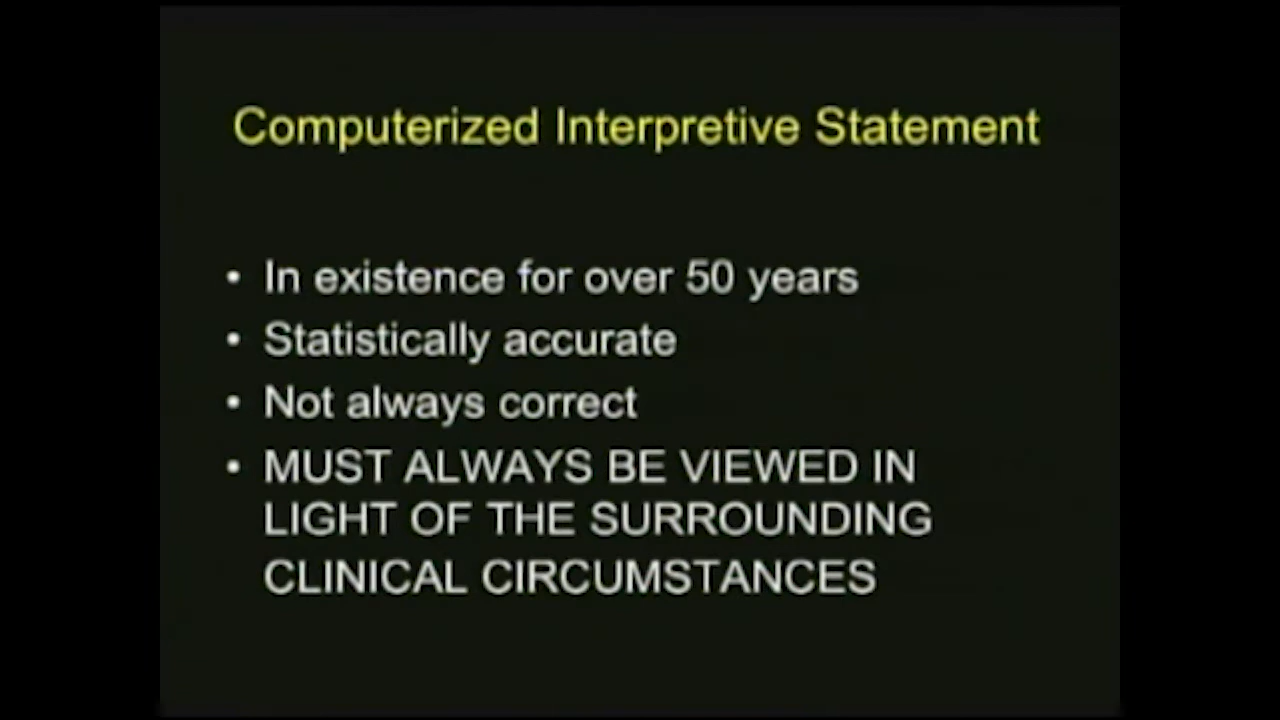 Computerized Interpretive Statement
• In existence for over 50 years
• Statistically accurate
• Not always correct
• MUST ALWAYS BE VIEWED IN
LIGHT OF THE SURROUNDING
CLINICAL CIRCUMSTANCES